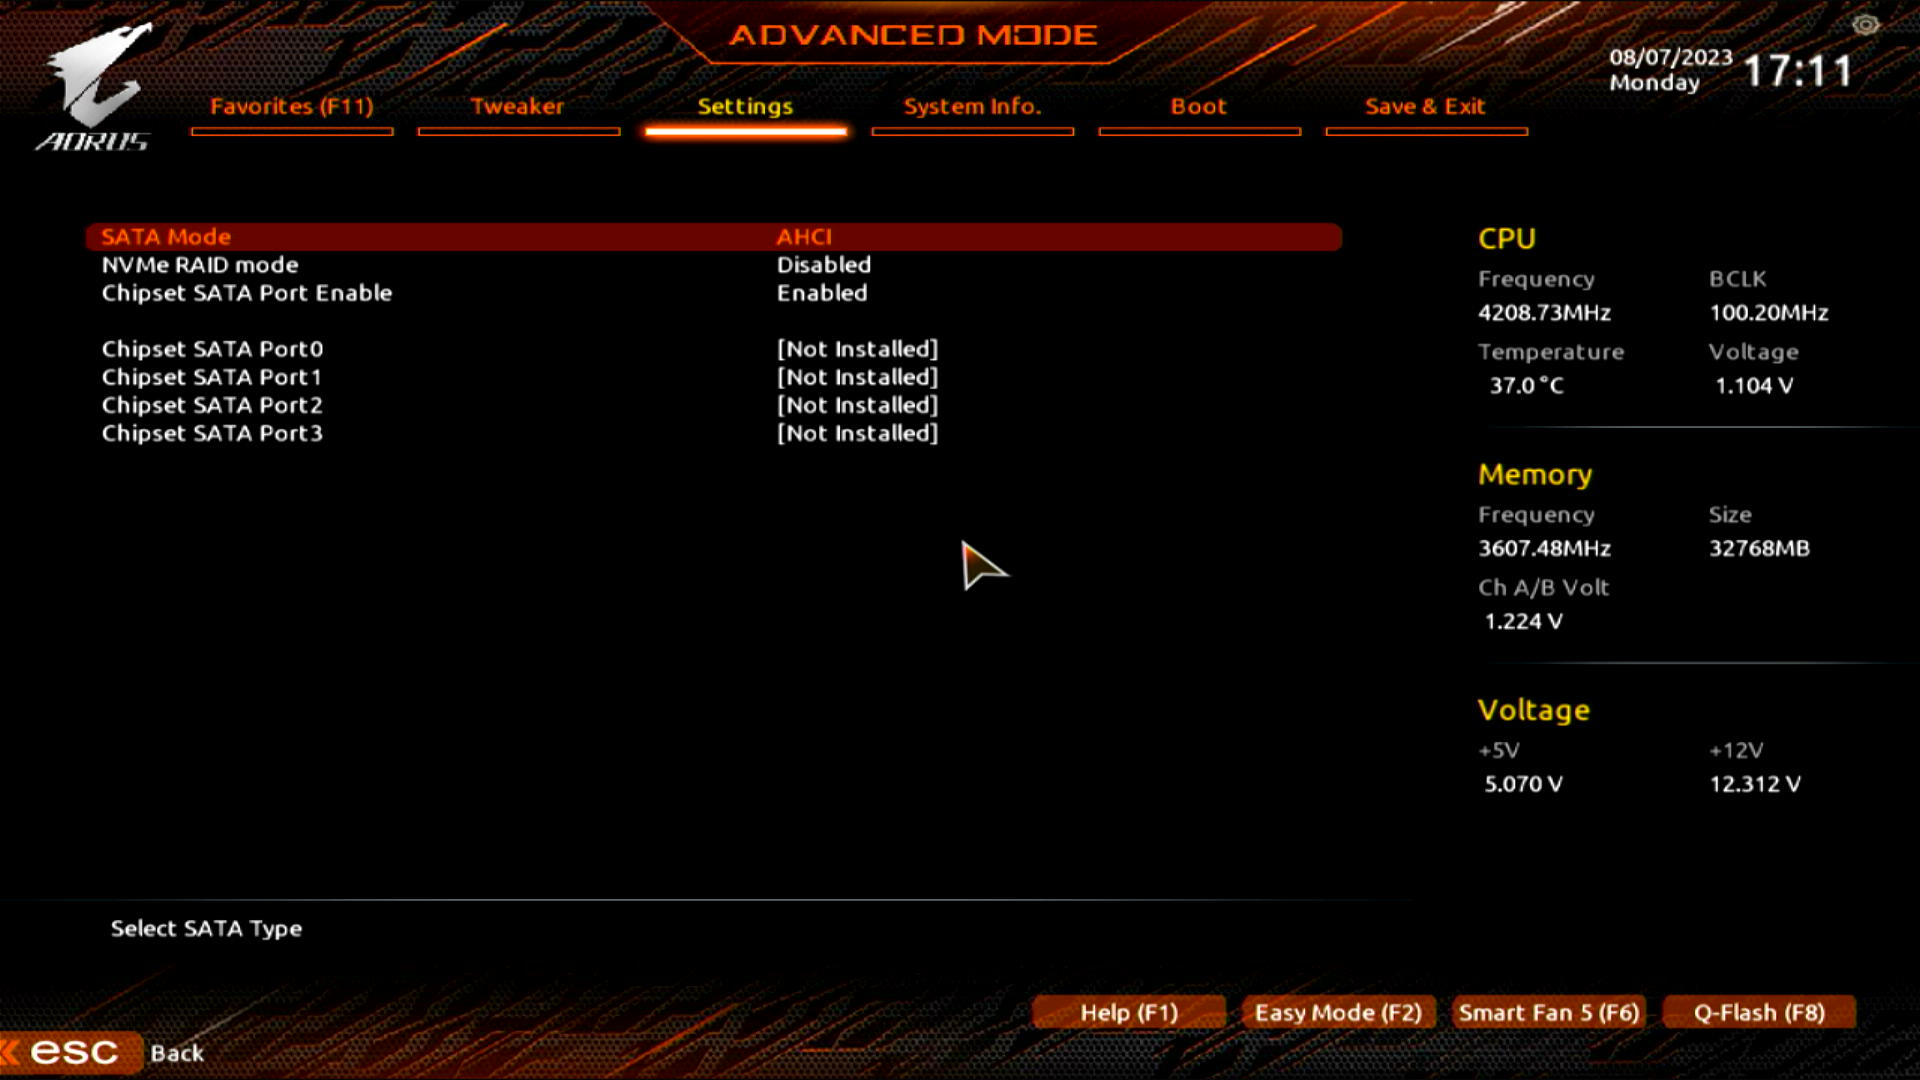 ADVANCED MODE
AORUS
08/07/2023
Monday
17:11
Favorites (F11)
Tweaker
Settings
System Info.
Boot
Save & Exit
SATA Mode AHCI
NVMe RAID mode Disabled
Chipset SATA Port Enable Enabled
Chipset SATA Port0 [Not Installed]
Chipset SATA Port1 [Not Installed]
Chipset SATA Port2 [Not Installed]
Chipset SATA Port3 [Not Installed]
CPU
Frequency BCLK
4208.73MHz 100.20MHz
Temperature Voltage
37.0 °C 1.104 V
Memory
Frequency Size
3607.48MHz 32768MB
Ch A/B Volt
1.224 V
Voltage
+5V +12V
5.070 V 12.312 V
Select SATA Type
Help (F1)
Easy Mode (F2)
Smart Fan 5 (F6)
Q-Flash (F8)
esc Back